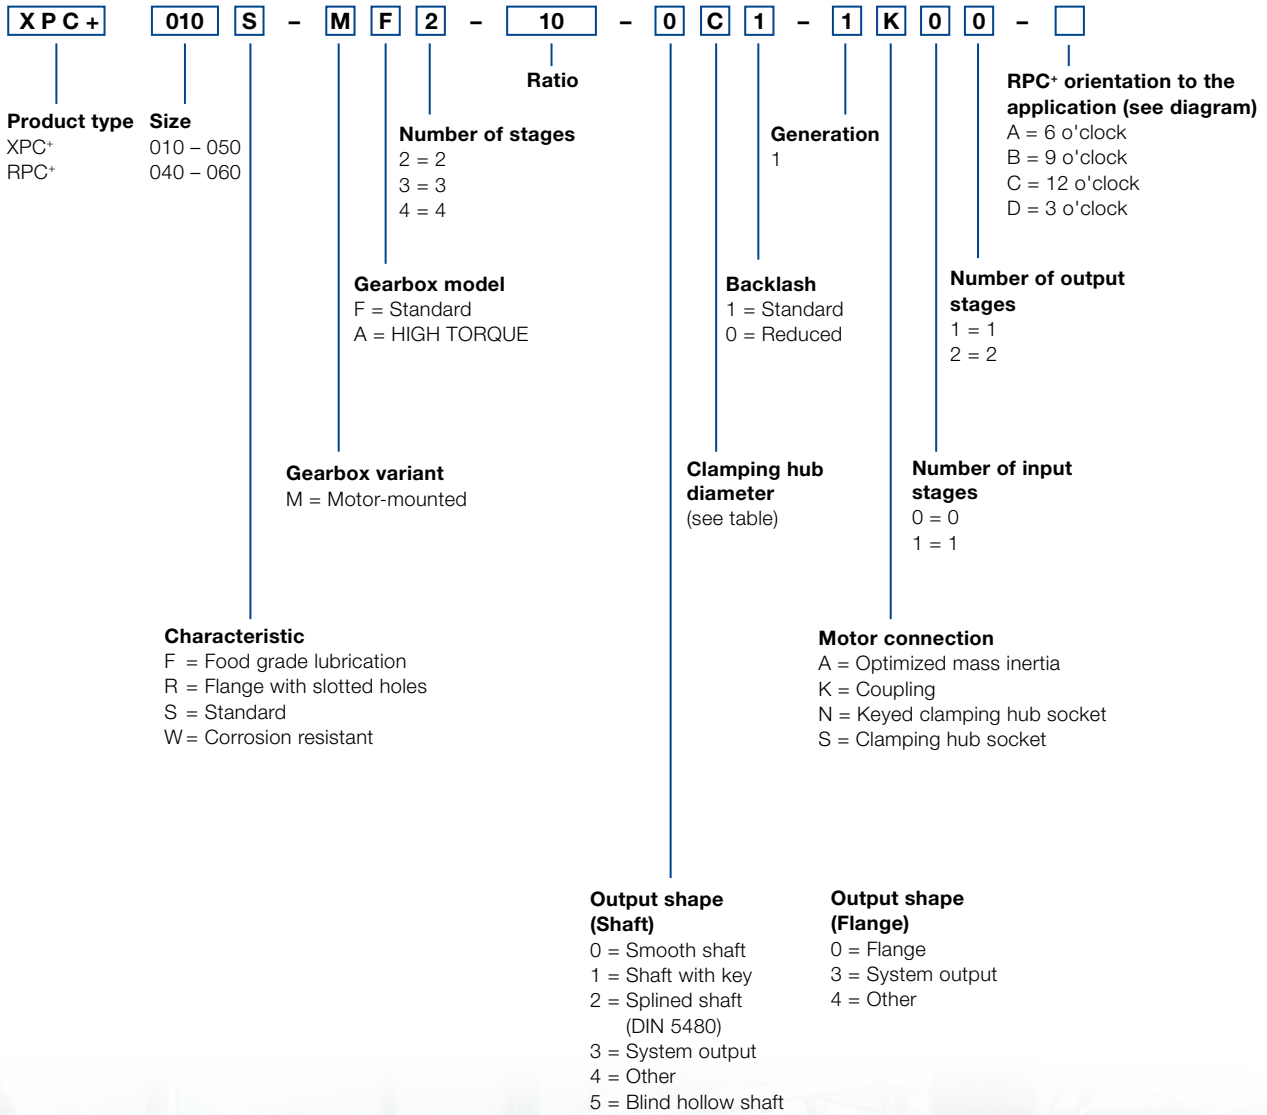 X P C + 010 S – M F 2 – 10 – 0 C 1 – 1 K 0 0 –
Product type
XPC+
RPC+
Size
010 – 050
040 – 060
Number of stages
2 = 2
3 = 3
4 = 4
Ratio
Generation
1
RPC+ orientation to the
application (see diagram)
A = 6 o'clock
B = 9 o'clock
C = 12 o'clock
D = 3 o'clock
Gearbox model
F = Standard
A = HIGH TORQUE
Backlash
1 = Standard
0 = Reduced
Number of output
stages
1 = 1
2 = 2
Gearbox variant
M = Motor-mounted
Clamping hub
diameter
(see table)
Number of input
stages
0 = 0
1 = 1
Characteristic
F = Food grade lubrication
R = Flange with slotted holes
S = Standard
W = Corrosion resistant
Motor connection
A = Optimized mass inertia
K = Coupling
N = Keyed clamping hub socket
S = Clamping hub socket
Output shape
(Shaft)
0 = Smooth shaft
1 = Shaft with key
2 = Splined shaft
(DIN 5480)
3 = System output
4 = Other
5 = Blind hollow shaft
Output shape
(Flange)
0 = Flange
3 = System output
4 = Other